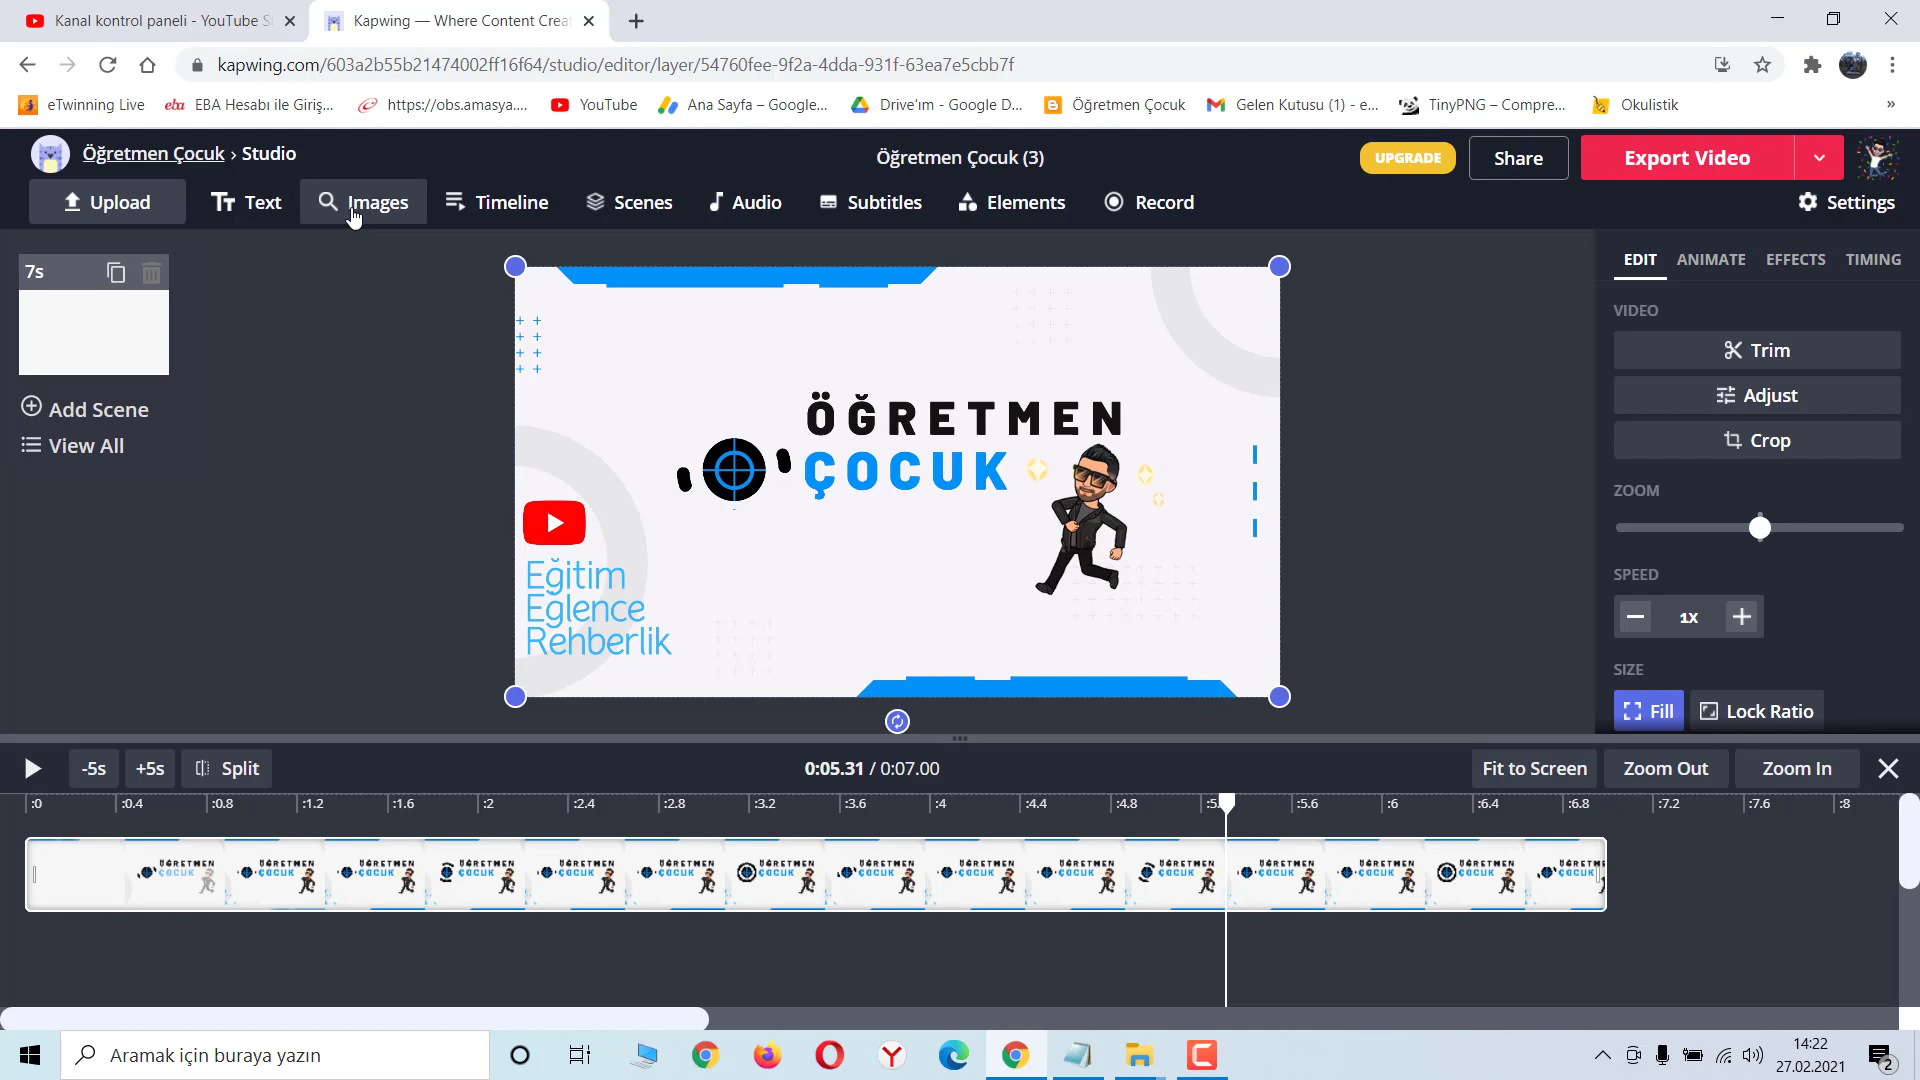 Kanal kontrol paneli - YouTube S
Kapwing — Where Content Crea
kapwing.com/603a2b55b21474002ff16f64/studio/editor/layer/54760fee-9f2a-4dda-931f-63ea7e5cbb7f
eTwinning Live
eba EBA Hesabı ile Giriş...
https://obs.amasya....
YouTube
Ana Sayfa – Google...
Drive'ım - Google D...
Öğretmen Çocuk
Gelen Kutusu (1) - e...
TinyPNG – Compre...
Okulistik
»
Öğretmen Çocuk › Studio
Öğretmen Çocuk (3)
UPGRADE
Share
Export Video
Upload
Text
Images
Timeline
Scenes
Audio
Subtitles
Elements
Record
Settings
7s
Add Scene
View All
ÖĞRETMEN
ÇOCUK
Eğitim
Eglence
Rehberlik
EDIT ANIMATE EFFECTS TIMING
VIDEO
Trim
Adjust
Crop
ZOOM
SPEED
1x
SIZE
Fill
Lock Ratio
-5s
+5s
Split
0:05.31 / 0:07.00
Fit to Screen
Zoom Out
Zoom In
:0 :0.4 :0.8 :1.2 :1.6 :2 :2.4 :2.8 :3.2 :3.6 :4 :4.4 :4.8 :5. :5.6 :6 :6.4 :6.8 :7.2 :7.6 :8
Aramak için buraya yazın
14:22
27.02.2021
2